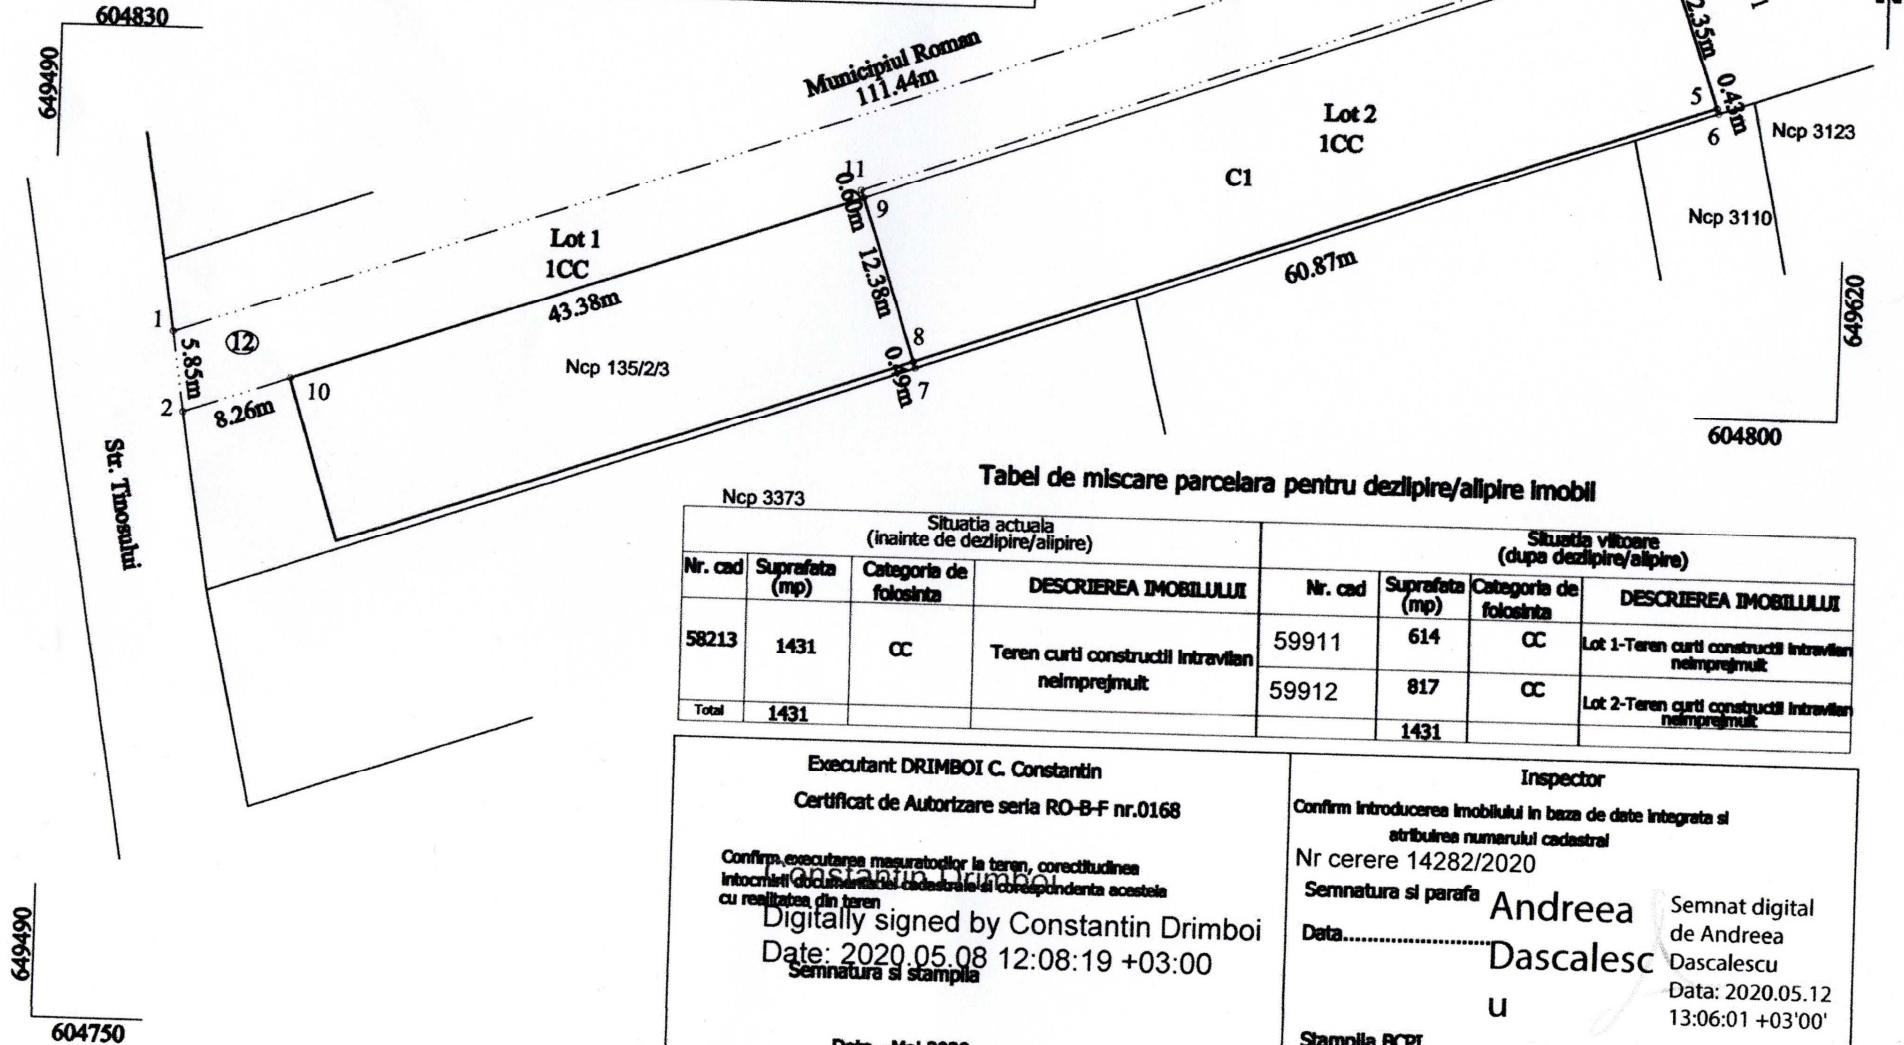 604830
649490
Municipiul Roman
111.44m
2.35m
1
5
0.43m
6
Ncp 3123
Lot 2
1CC
C1
Ncp 3110
11
0.60m
9
Lot 1
1CC
43.38m
12.38m
60.87m
1
12
5.85m
2
8.26m
10
Ncp 135/2/3
8
0.49m
7
649620
604800
Str. Tinosului
Tabel de miscare parcelara pentru dezlipire/alipire imobil
Ncp 3373
Situatia actuala
(inainte de dezlipire/alipire)
Situatia viitoare
(dupa dezlipire/alipire)
Nr. cad Suprafata (mp) Categoria de folosinta DESCRIEREA IMOBILULUI Nr. cad Suprafata (mp) Categoria de folosinta DESCRIEREA IMOBILULUI
58213 1431 CC Teren curti constructii intravilan neimprejmuit
59911 614 CC Lot 1-Teren curti constructii intravilan neimprejmuit
59912 817 CC Lot 2-Teren curti constructii intravilan neimprejmuit
Total 1431 1431
Executant DRIMBOI C. Constantin
Certificat de Autorizare seria RO-B-F nr.0168
Confirm executarea masuratorilor la teren, corectitudinea
intocmirii documentatiei cadastrale si corespondenta acesteia
cu realitatea din teren
Constantin Drimboi
Digitally signed by Constantin Drimboi
Date: 2020.05.08 12:08:19 +03:00
Semnatura si stampila
Data - Mai 2020
Inspector
Confirm introducerea imobilului in baza de date integrata si
atribuirea numarului cadastral
Nr cerere 14282/2020
Semnatura si parafa
Data........................
Andreea
Dascalesc
u
Semnat digital
de Andreea
Dascalescu
Data: 2020.05.12
13:06:01 +03'00'
Stampila BCPI
649490
604750